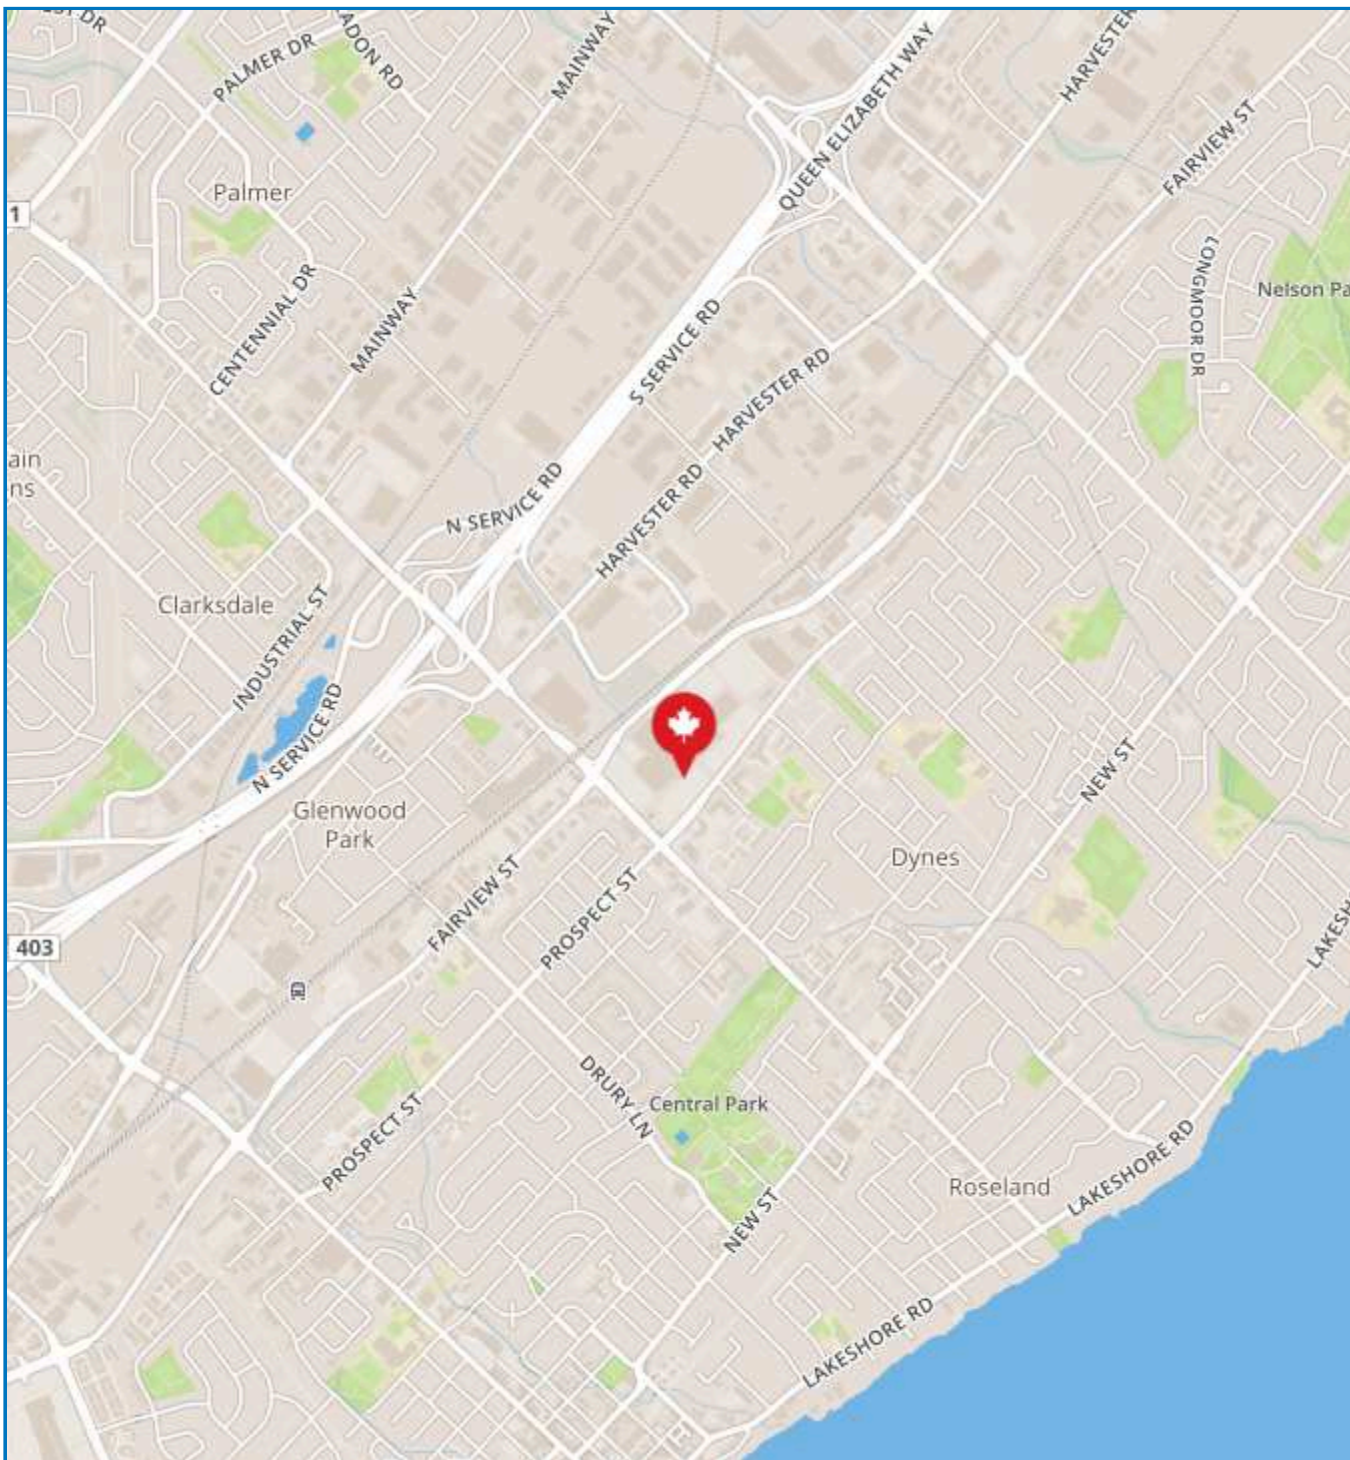 PALMER DR
MAINWAY
QUEEN ELIZABETH WAY
HARVESTER
FAIRVIEW ST
Palmer
1
LONGMOOR DR
CENTENNIAL DR
MAINWAY
S SERVICE RD
HARVESTER RD
N SERVICE RD
HARVESTER RD
Clarksdale
INDUSTRIAL ST
N SERVICE RD
Glenwood
Park
NEW ST
Dynes
FAIRVIEW ST
PROSPECT ST
403
DRURY LN
Central Park
PROSPECT ST
NEW ST
Roseland
LAKESHORE RD
LAKESHORE RD